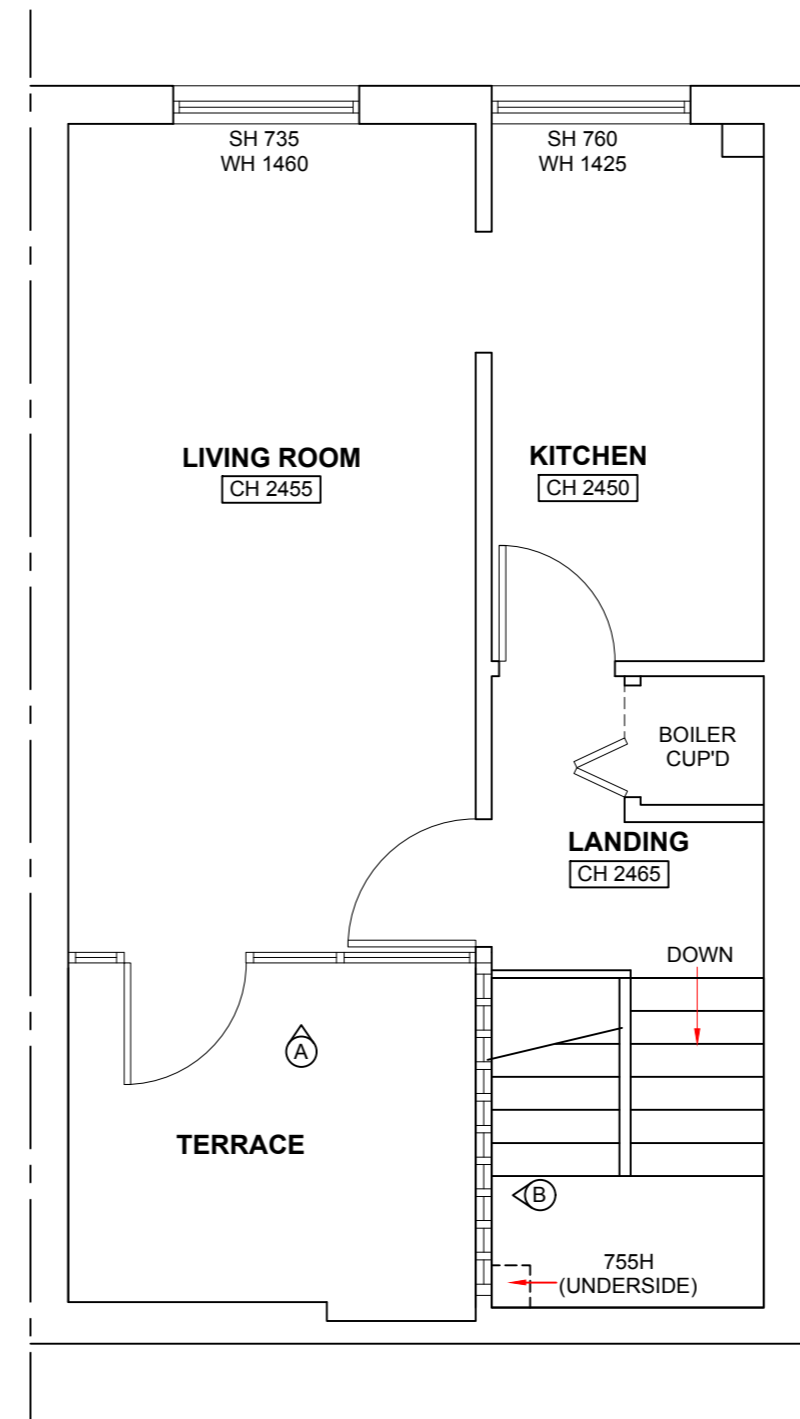 SH 735
WH 1460
SH 760
WH 1425
LIVING ROOM
CH 2455
KITCHEN
CH 2450
BOILER
CUP'D
LANDING
CH 2465
DOWN
A
TERRACE
B
755H
(UNDERSIDE)